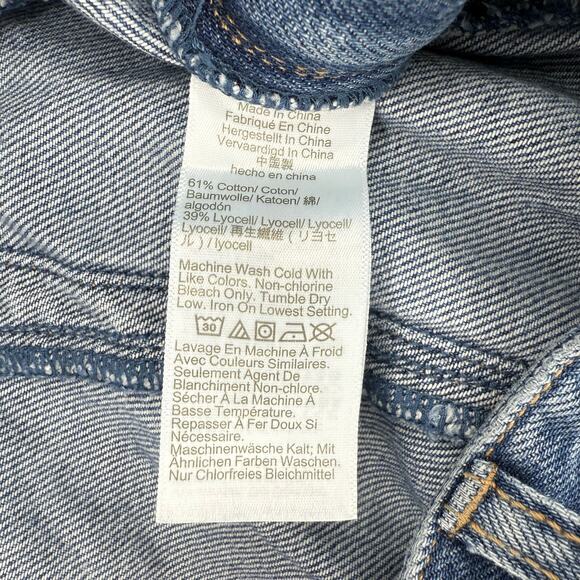 Made In China
Fabriqué En Chine
Hergestellt In China
Vervaardigd In China
中國製
hecho en china
61% Cotton/ Coton/
Baumwolle/ Katoen/ 綿/
algodón
39% Lyocell/ Lyocell/ Lyocell/
Lyocell/ 再生繊維 ( リヨセ
ル ) / lyocell
Machine Wash Cold With
Like Colors. Non-chlorine
Bleach Only. Tumble Dry
Low. Iron On Lowest Setting.
30
Lavage En Machine À Froid
Avec Couleurs Similaires.
Seulement Agent De
Blanchiment Non-chlore.
Sécher À La Machine À
Basse Température.
Repasser À Fer Doux Si
Nécessaire.
Maschinenwäsche Kalt; Mit
Ähnlichen Farben Waschen.
Nur Chlorfreies Bleichmittel